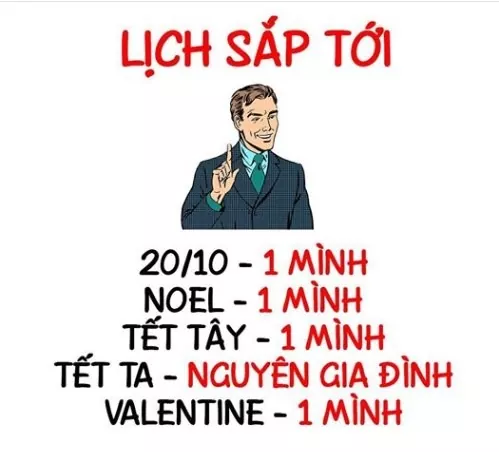 LỊCH SẮP TỚI
20/10 - 1 MÌNH
NOEL - 1 MÌNH
TẾT TÂY - 1 MÌNH
TẾT TA - NGUYÊN GIA ĐÌNH
VALENTINE - 1 MÌNH